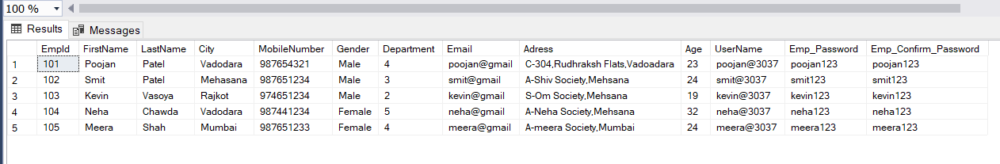 100 %
Results Messages
EmpId FirstName LastName City MobileNumber Gender Department Email Adress Age UserName Emp_Password Emp_Confirm_Password
1 101 Poojan Patel Vadodara 987654321 Male 4 poojan@gmail C-304,Rudhraksh Flats,Vadoadara 23 poojan@3037 poojan123 poojan123
2 102 Smit Patel Mehasana 987651234 Male 3 smit@gmail A-Shiv Society,Mehsana 24 smit@3037 smit123 smit123
3 103 Kevin Vasoya Rajkot 974651234 Male 2 kevin@gmail S-Om Society,Mehsana 19 kevin@3037 kevin123 kevin123
4 104 Neha Chawda Vadodara 987441234 Female 5 neha@gmail A-Neha Society,Mehsana 32 neha@3037 neha123 neha123
5 105 Meera Shah Mumbai 987651233 Female 4 meera@gmail A-meera Society,Mumbai 24 meera@3037 meera123 meera123